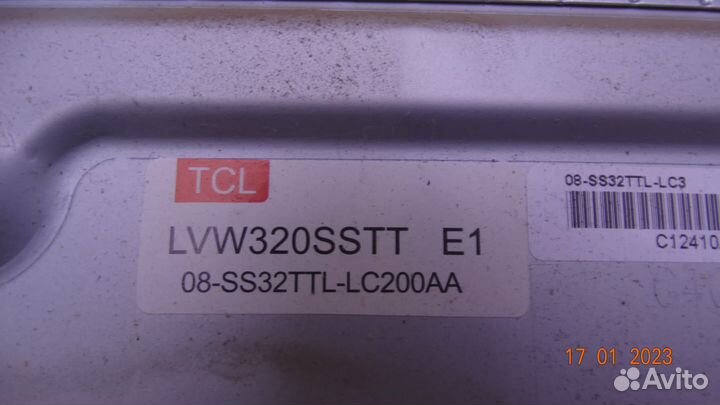 TCL
LVW320SSTT E1
08-SS32TTL-LC200AA
08-SS32TTL-LC3
C12410
17 01 2023
Avito